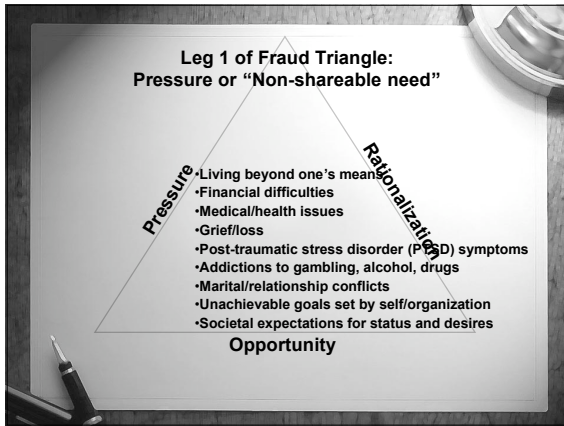 Leg 1 of Fraud Triangle:
Pressure or “Non-shareable need”
Pressure
Rationalization
•Living beyond one’s means
•Financial difficulties
•Medical/health issues
•Grief/loss
•Post-traumatic stress disorder (PTSD) symptoms
•Addictions to gambling, alcohol, drugs
•Marital/relationship conflicts
•Unachievable goals set by self/organization
•Societal expectations for status and desires
Opportunity